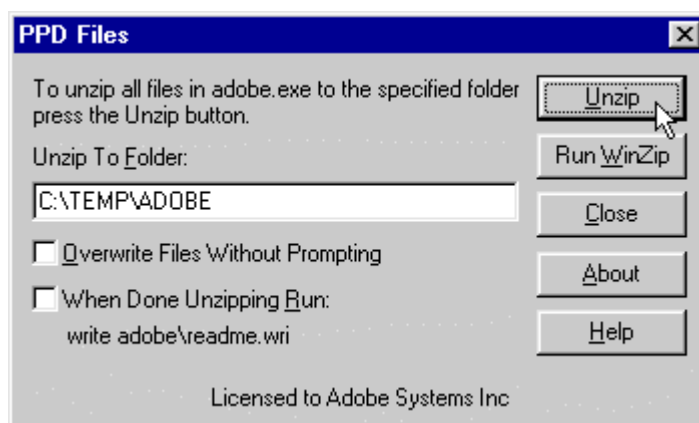 PPD Files
To unzip all files in adobe.exe to the specified folder
press the Unzip button.
Unzip To Folder:
C:\TEMP\ADOBE
Overwrite Files Without Prompting
When Done Unzipping Run:
write adobe\readme.wri
Licensed to Adobe Systems Inc
Unzip
Run WinZip
Close
About
Help